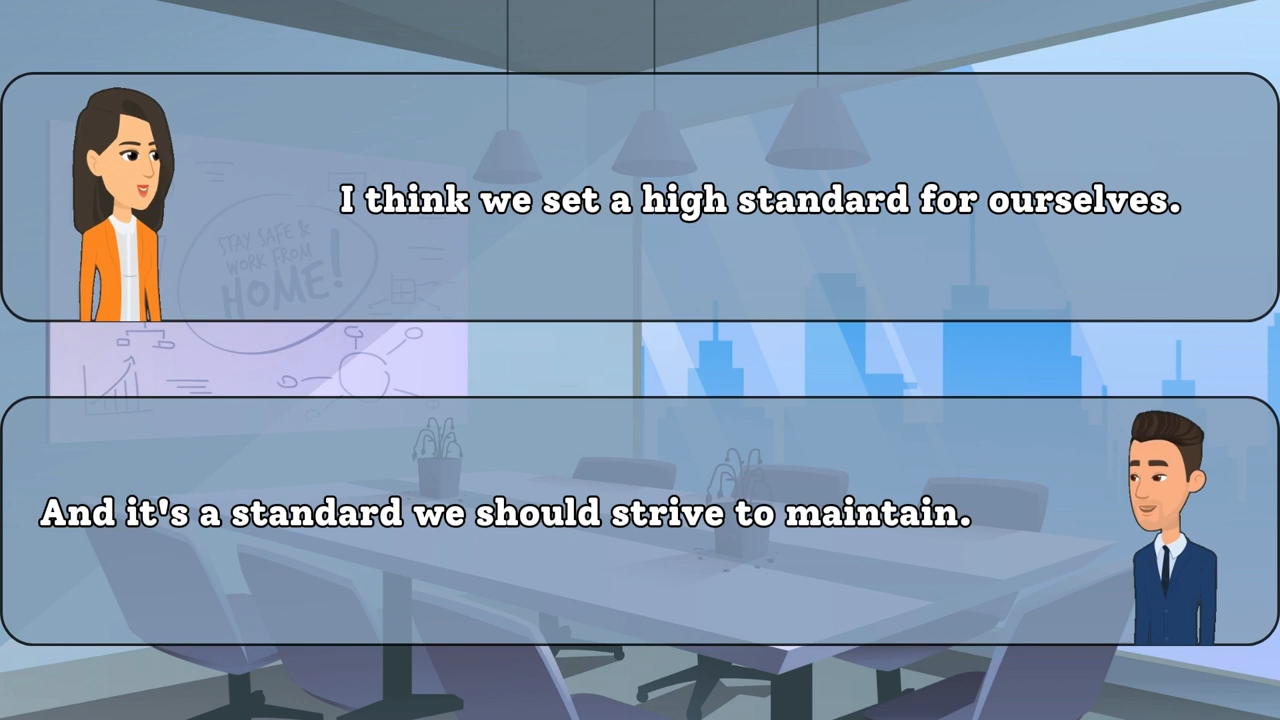 I think we set a high standard for ourselves.
STAY SAFE &
WORK FROM
HOME!
And it's a standard we should strive to maintain.